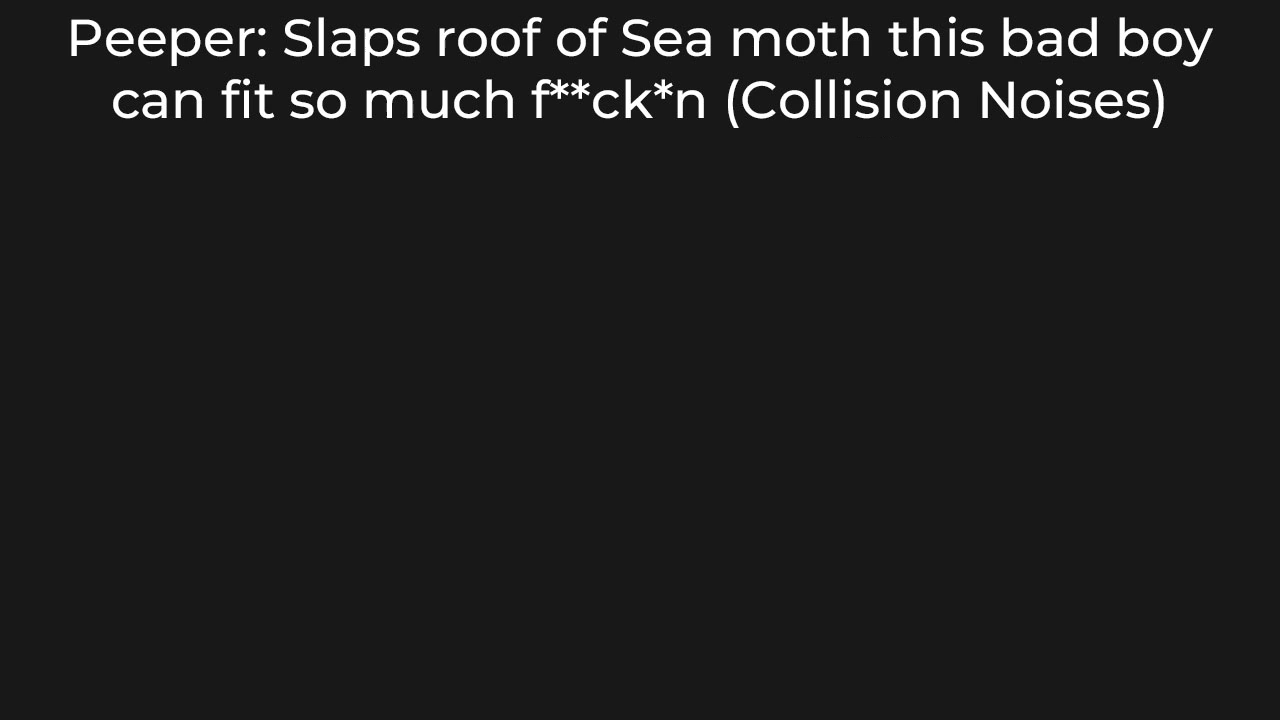 Peeper: Slaps roof of Sea moth this bad boy
can fit so much f**ck*n (Collision Noises)